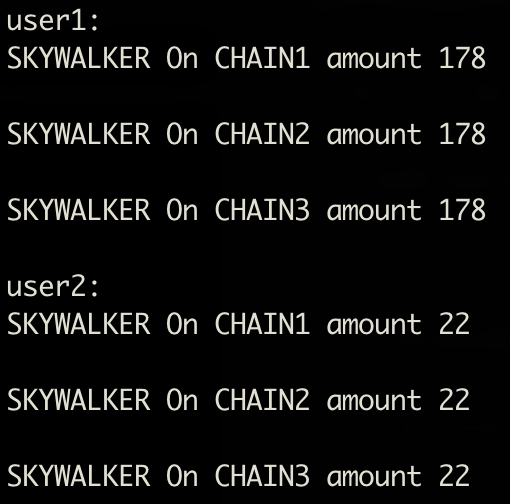 user1:
SKYWALKER On CHAIN1 amount 178
SKYWALKER On CHAIN2 amount 178
SKYWALKER On CHAIN3 amount 178
user2:
SKYWALKER On CHAIN1 amount 22
SKYWALKER On CHAIN2 amount 22
SKYWALKER On CHAIN3 amount 22